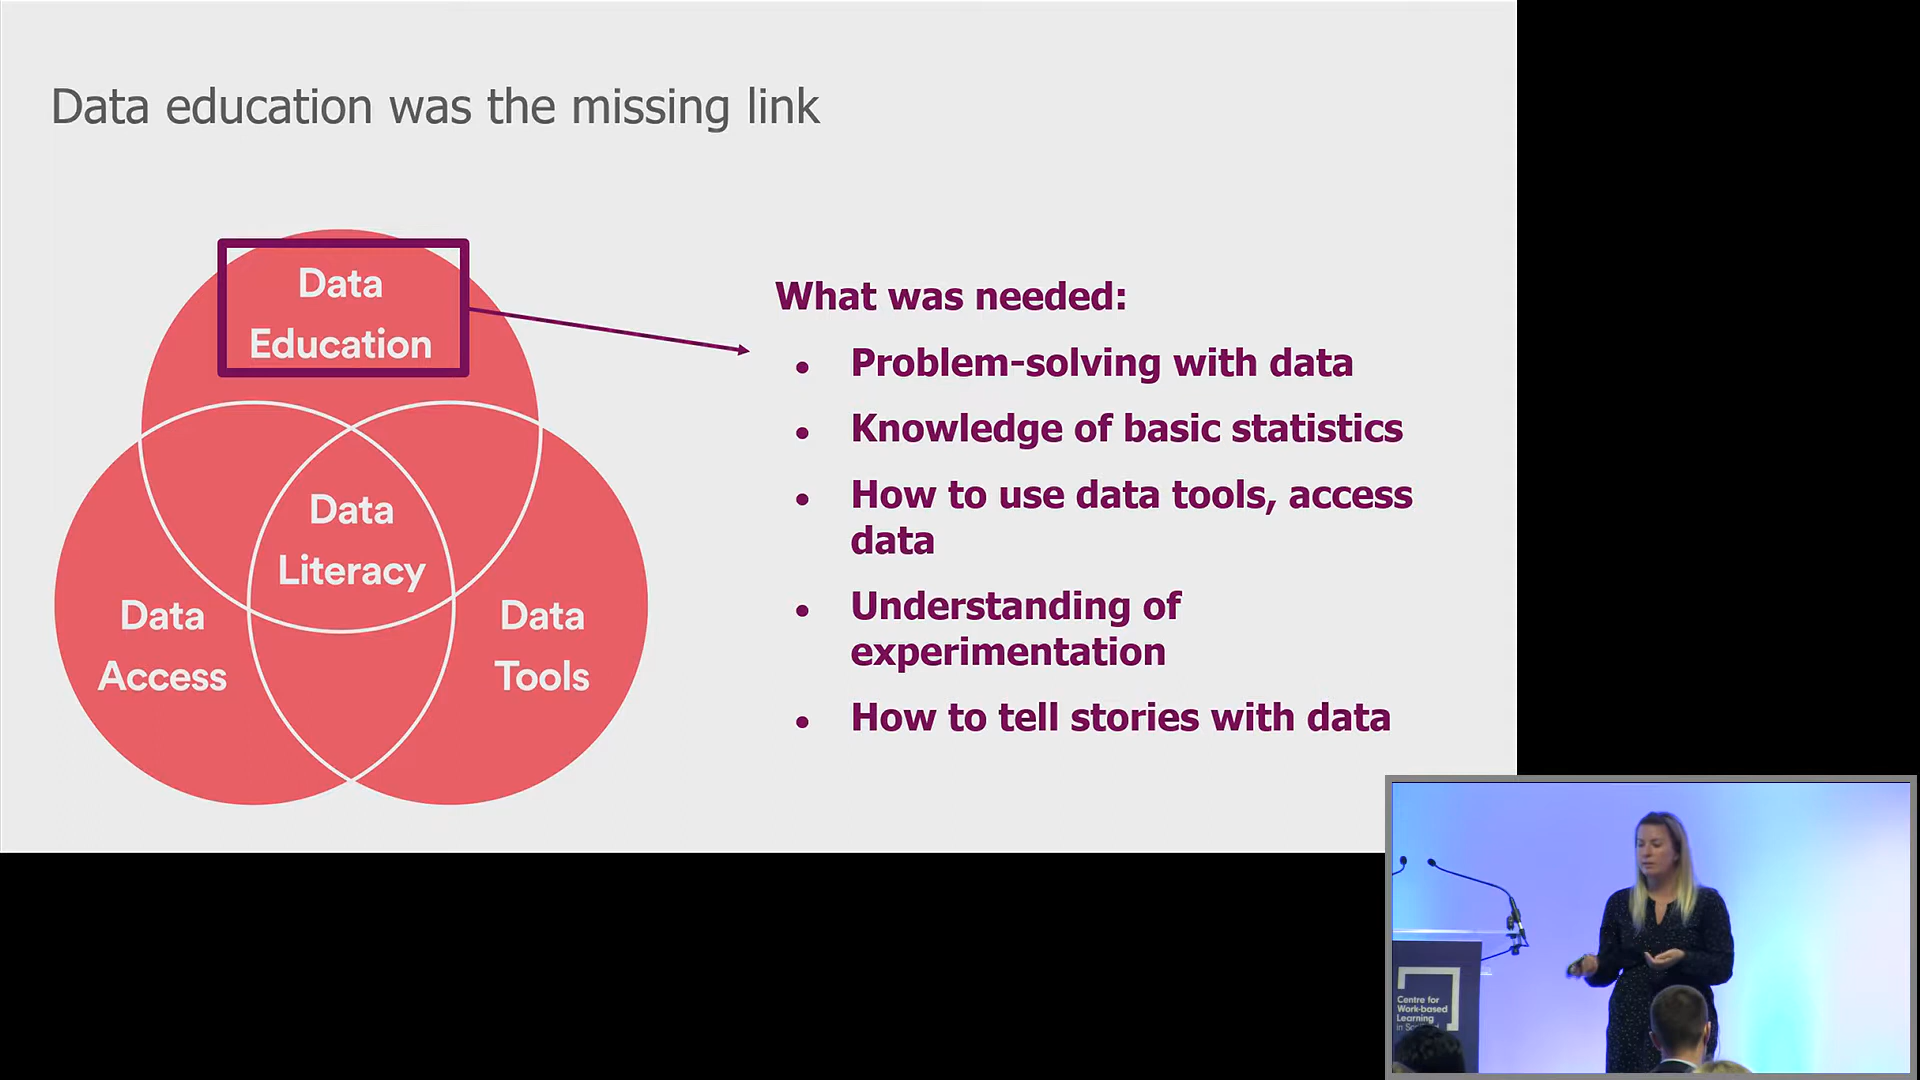 Data education was the missing link
Data
Education
Data
Literacy
Data
Access
Data
Tools
What was needed:
• Problem-solving with data
• Knowledge of basic statistics
• How to use data tools, access
data
• Understanding of
experimentation
• How to tell stories with data
Centre for
Work-based
Learning
in